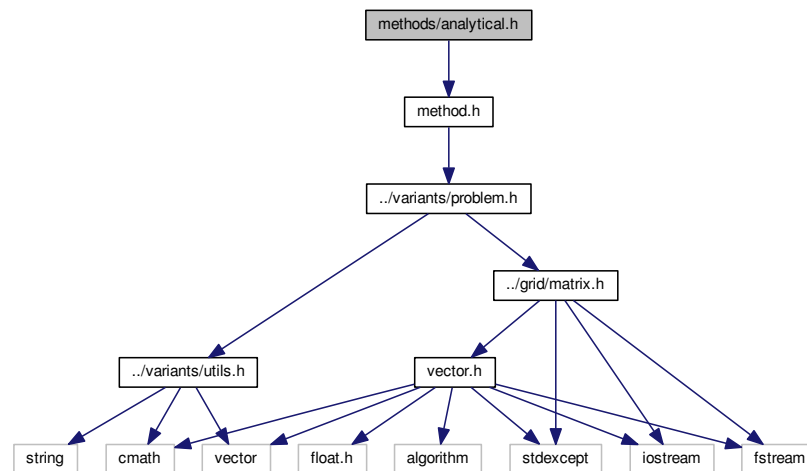 methods/analytical.h
method.h
../variants/problem.h
../grid/matrix.h
../variants/utils.h
vector.h
string
cmath
vector
float.h
algorithm
stdexcept
iostream
fstream